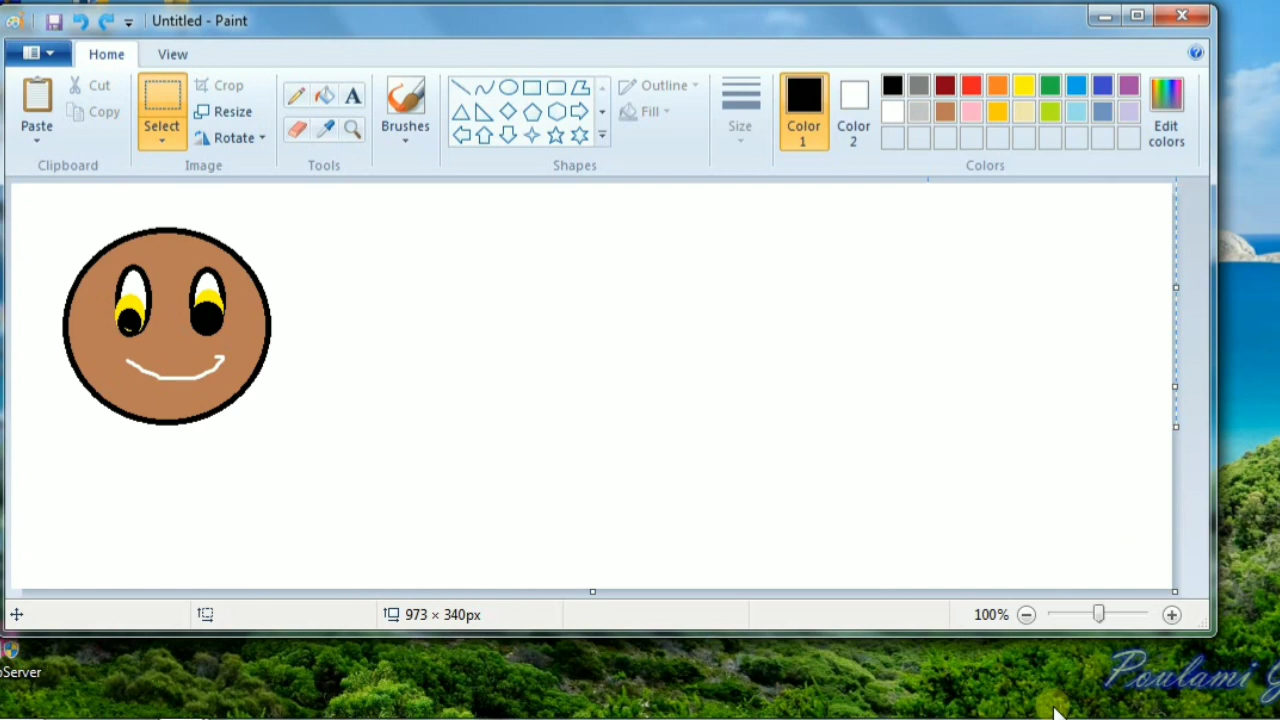 Untitled - Paint
Home View
Paste
Cut
Copy
Clipboard
Select
Crop
Resize
Rotate
Image
A
Tools
Brushes
Shapes
Outline
Fill
Size
Color 1
Color 2
Edit colors
Colors
973 × 340px
100%
Poulami